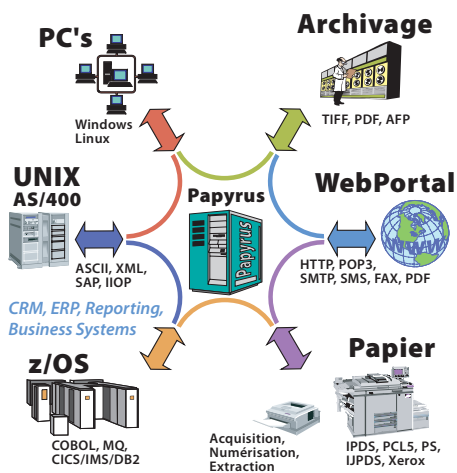 PC's
Windows
Linux
Archivage
TIFF, PDF, AFP
UNIX
AS/400
ASCII, XML,
SAP, IIOP
Papyrus
Papyrus
WebPortal
WWW
HTTP, POP3,
SMTP, SMS, FAX, PDF
CRM, ERP, Reporting,
Business Systems
z/OS
COBOL, MQ,
CICS/IMS/DB2
Acquisition,
Numérisation,
Extraction
Papier
IPDS, PCL5, PS,
IJPDS, Xerox